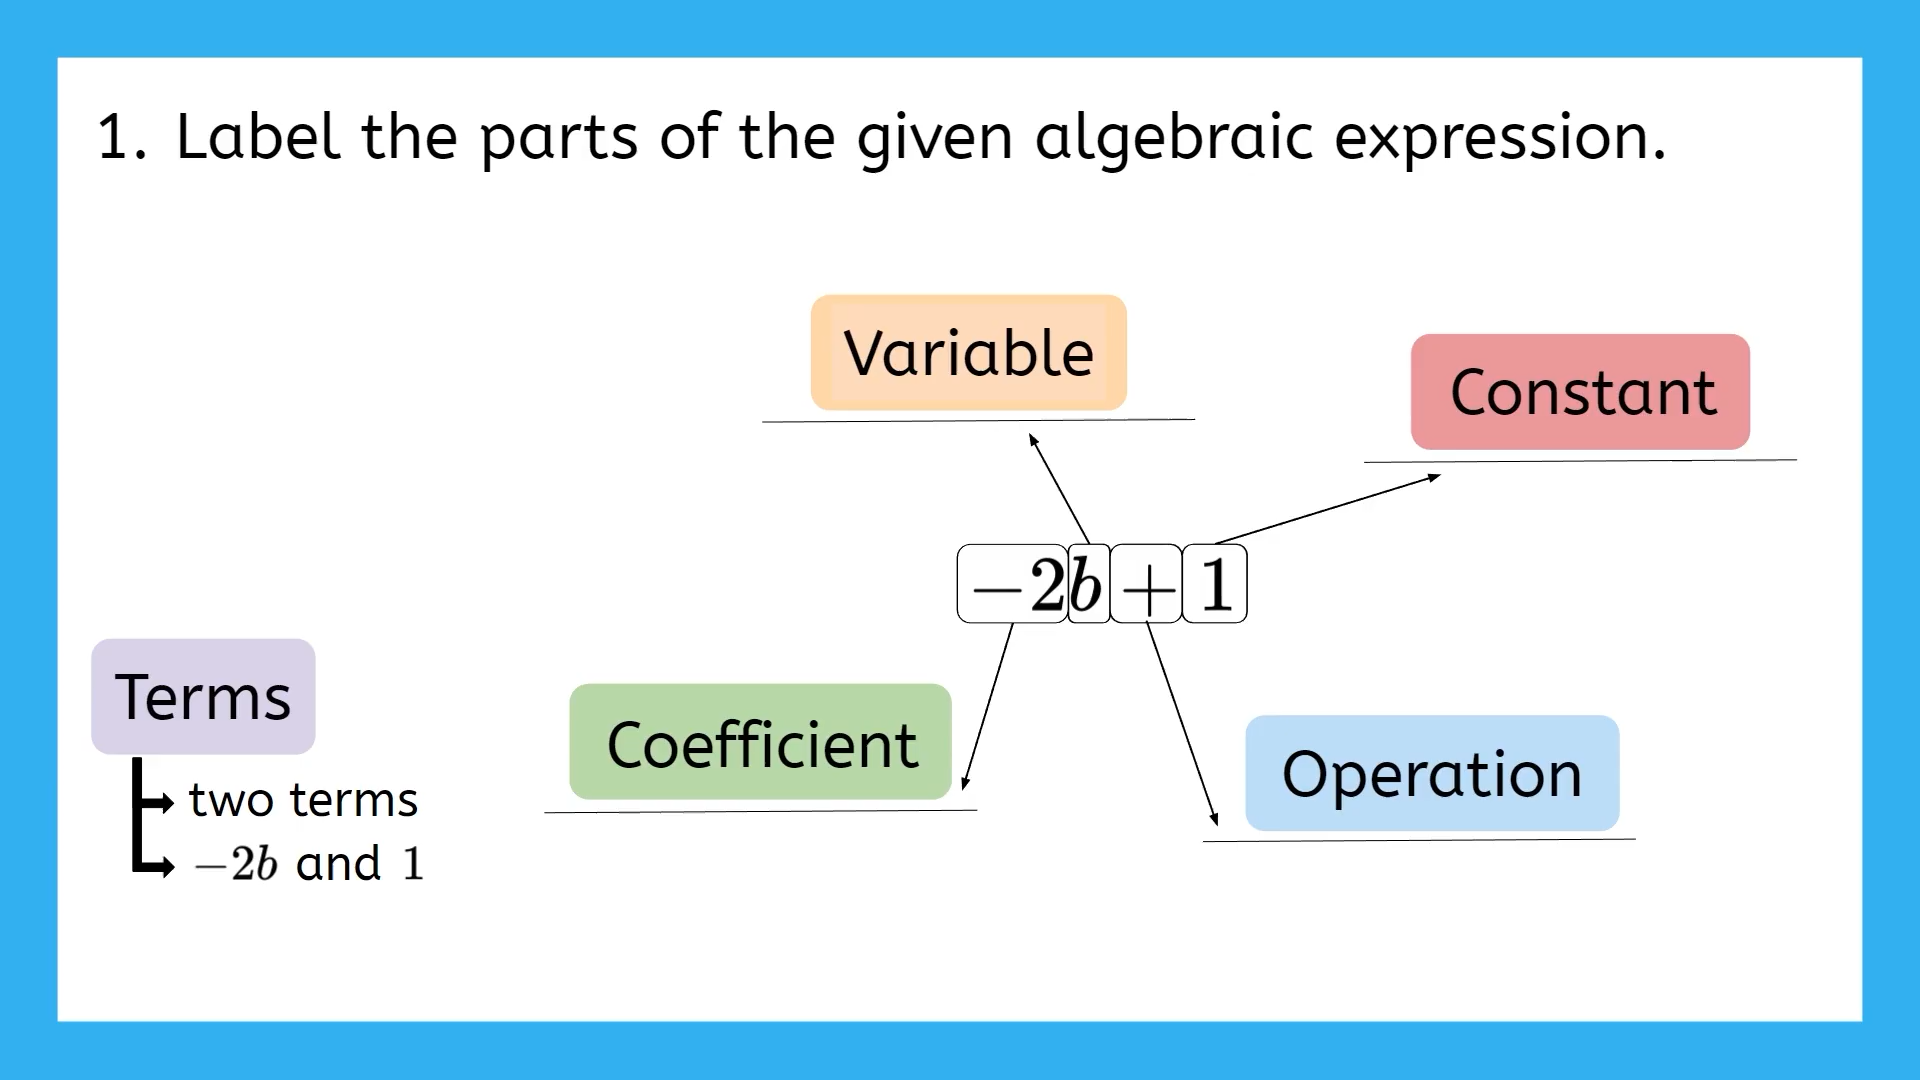 1. Label the parts of the given algebraic expression.
Variable
Constant
−2b + 1
Terms
Coefficient
Operation
two terms
−2b and 1